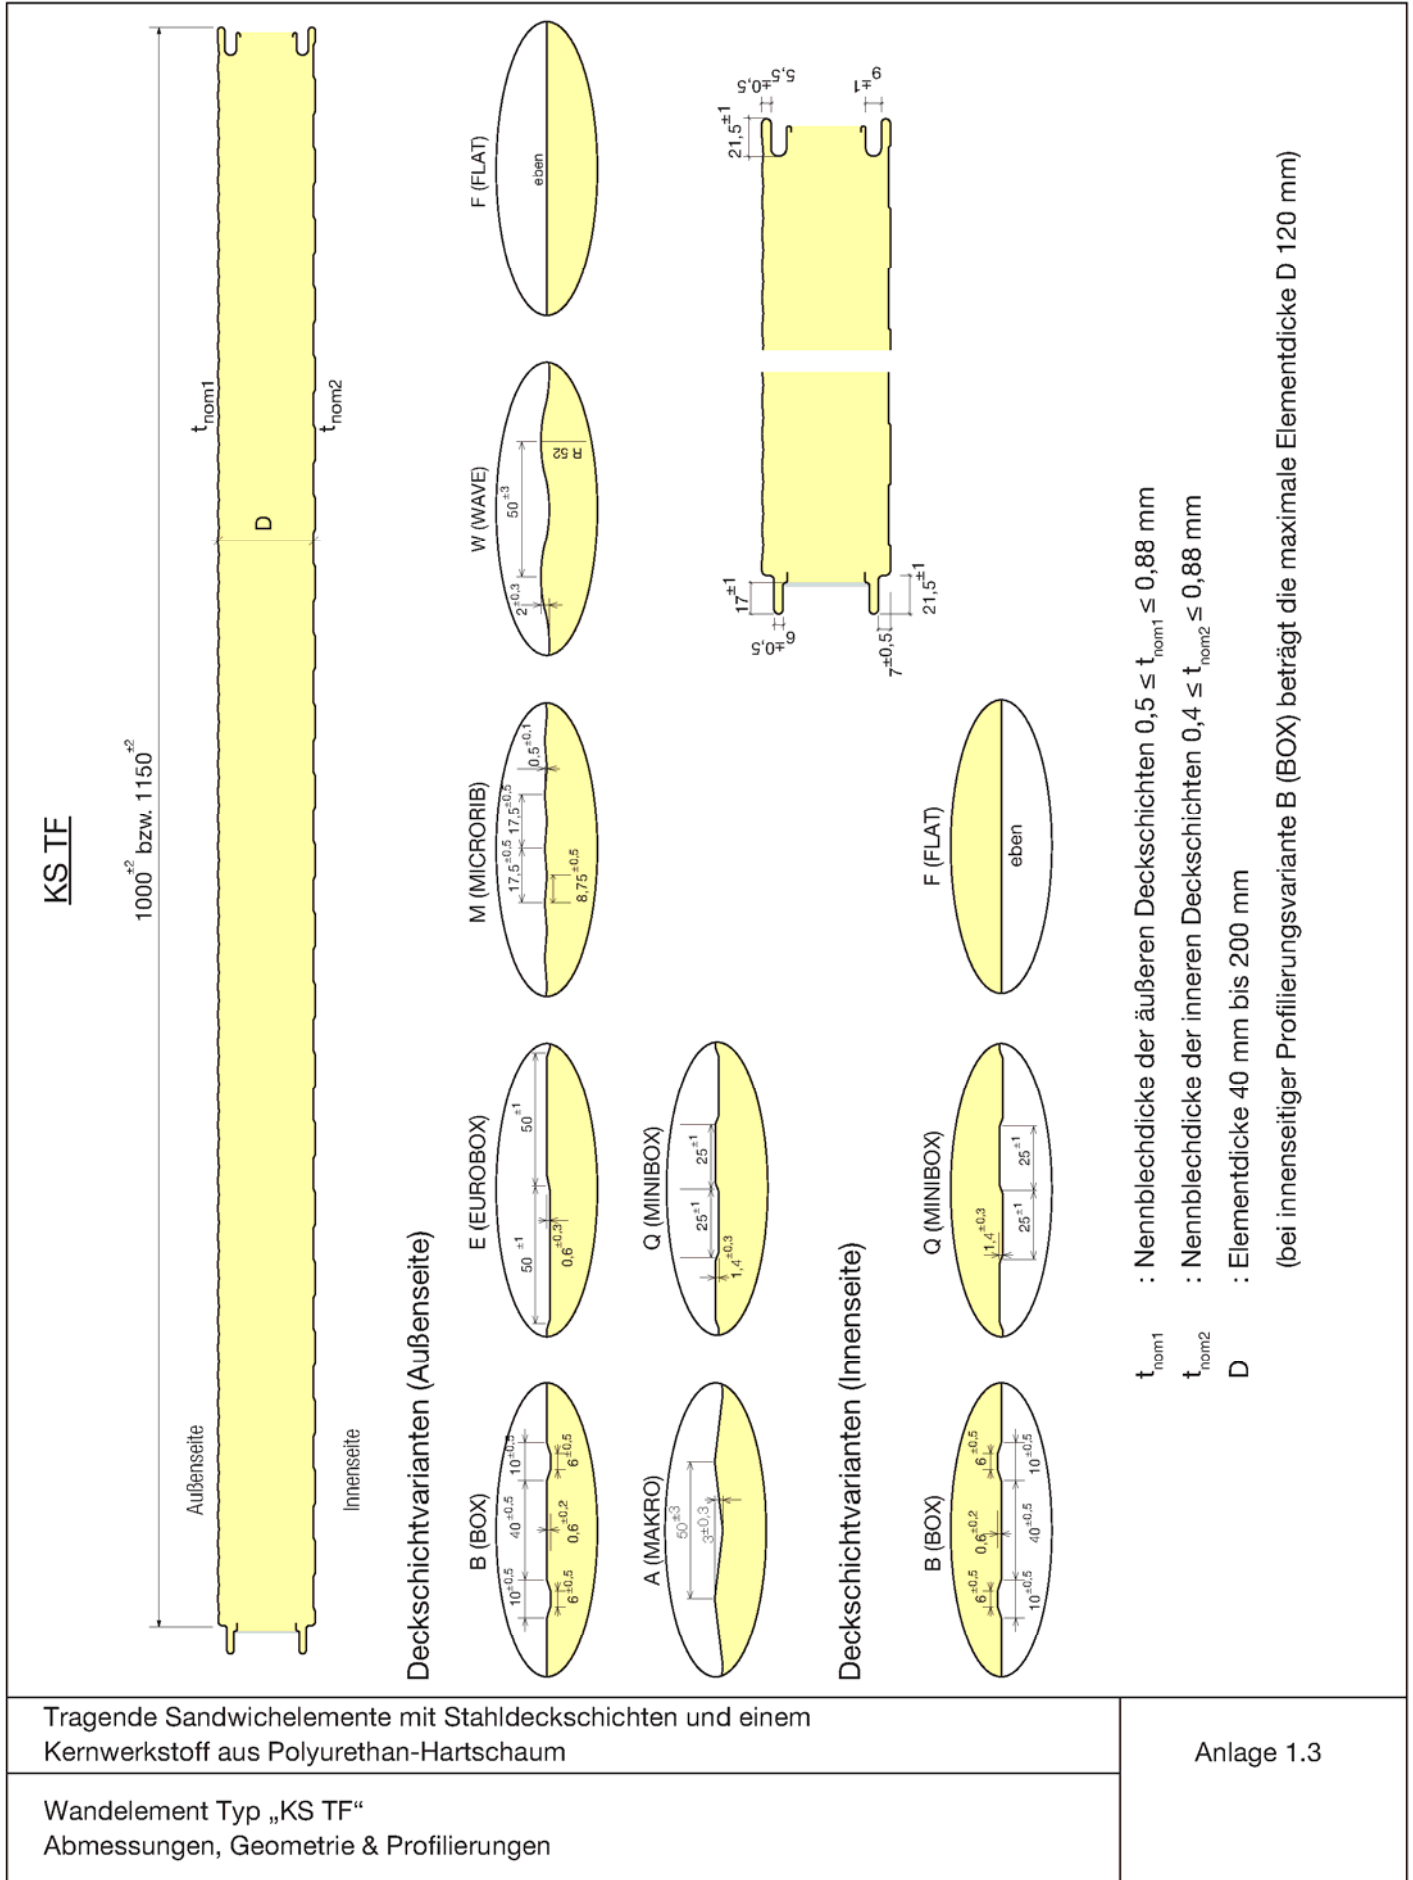 KS TF
1000±2 bzw. 1150±2
Außenseite
tnom1
D
tnom2
Innenseite
Deckschichtvarianten (Außenseite)
B (BOX)
10±0,5
40±0,5
10±0,5
6±0,5
0,6±0,2
6±0,5
E (EUROBOX)
50±1
50±1
0,6±0,3
M (MICRORIB)
17,5±0,5
17,5±0,5
0,5±0,1
8,75±0,5
W (WAVE)
2±0,3
50±3
R 52
F (FLAT)
eben
A (MAKRO)
50±3
3±0,3
Q (MINIBOX)
25±1
25±1
1,4±0,3
17±1
6±0,5
7±0,5
21,5±1
21,5±1
5,5±0,5
9±1
Deckschichtvarianten (Innenseite)
B (BOX)
6±0,5
0,6±0,2
6±0,5
10±0,5
40±0,5
10±0,5
Q (MINIBOX)
1,4±0,3
25±1
25±1
F (FLAT)
eben
tnom1 : Nennblechdicke der äußeren Deckschichten 0,5 ≤ tnom1 ≤ 0,88 mm
tnom2 : Nennblechdicke der inneren Deckschichten 0,4 ≤ tnom2 ≤ 0,88 mm
D : Elementdicke 40 mm bis 200 mm
(bei innenseitiger Profilierungsvariante B (BOX) beträgt die maximale Elementdicke D 120 mm)
Tragende Sandwichelemente mit Stahldeckschichten und einem
Kernwerkstoff aus Polyurethan-Hartschaum
Anlage 1.3
Wandelement Typ „KS TF“
Abmessungen, Geometrie & Profilierungen